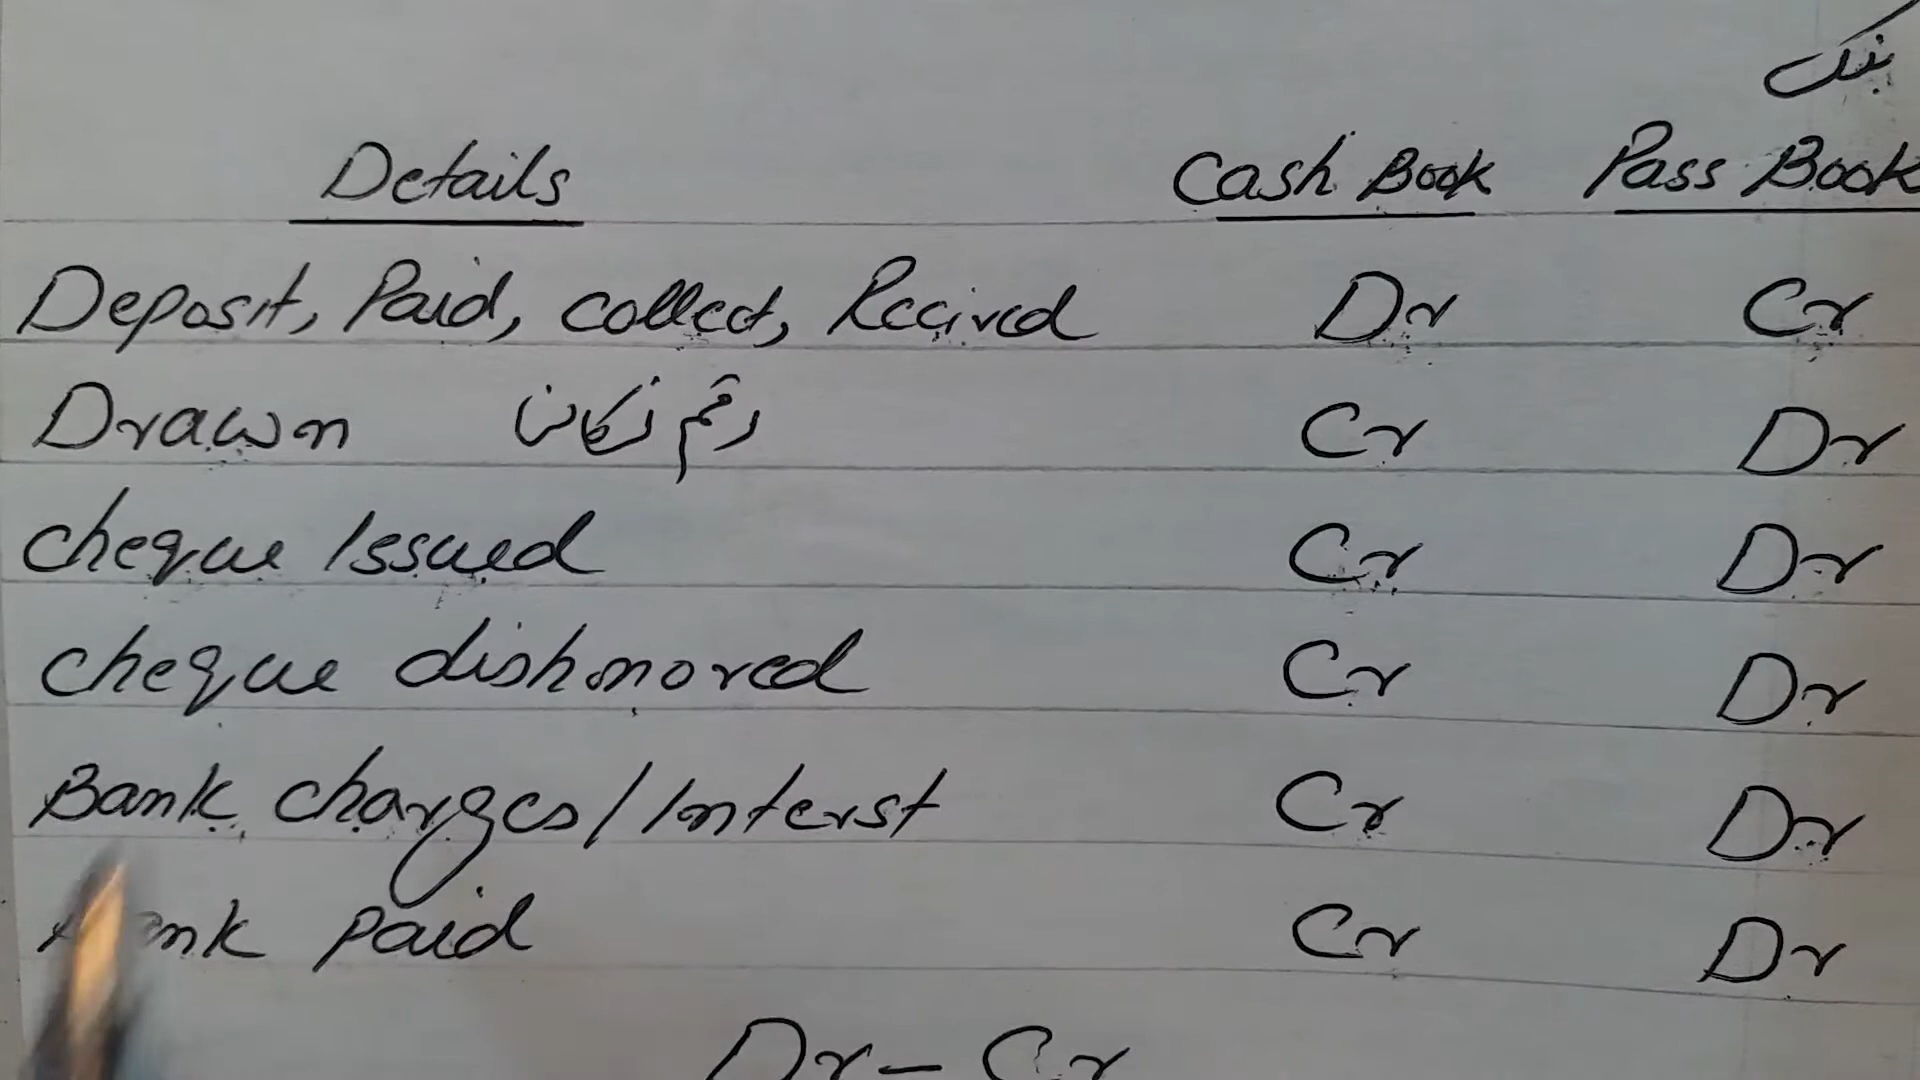 بنک
Details Cash Book Pass Book
Deposit, Paid, collect, Recived Dr Cr
Drawn رقم نکالنا Cr Dr
cheque Issued Cr Dr
cheque dishonored Cr Dr
Bank charges/Interst Cr Dr
paid Cr Dr
Dr - Cr